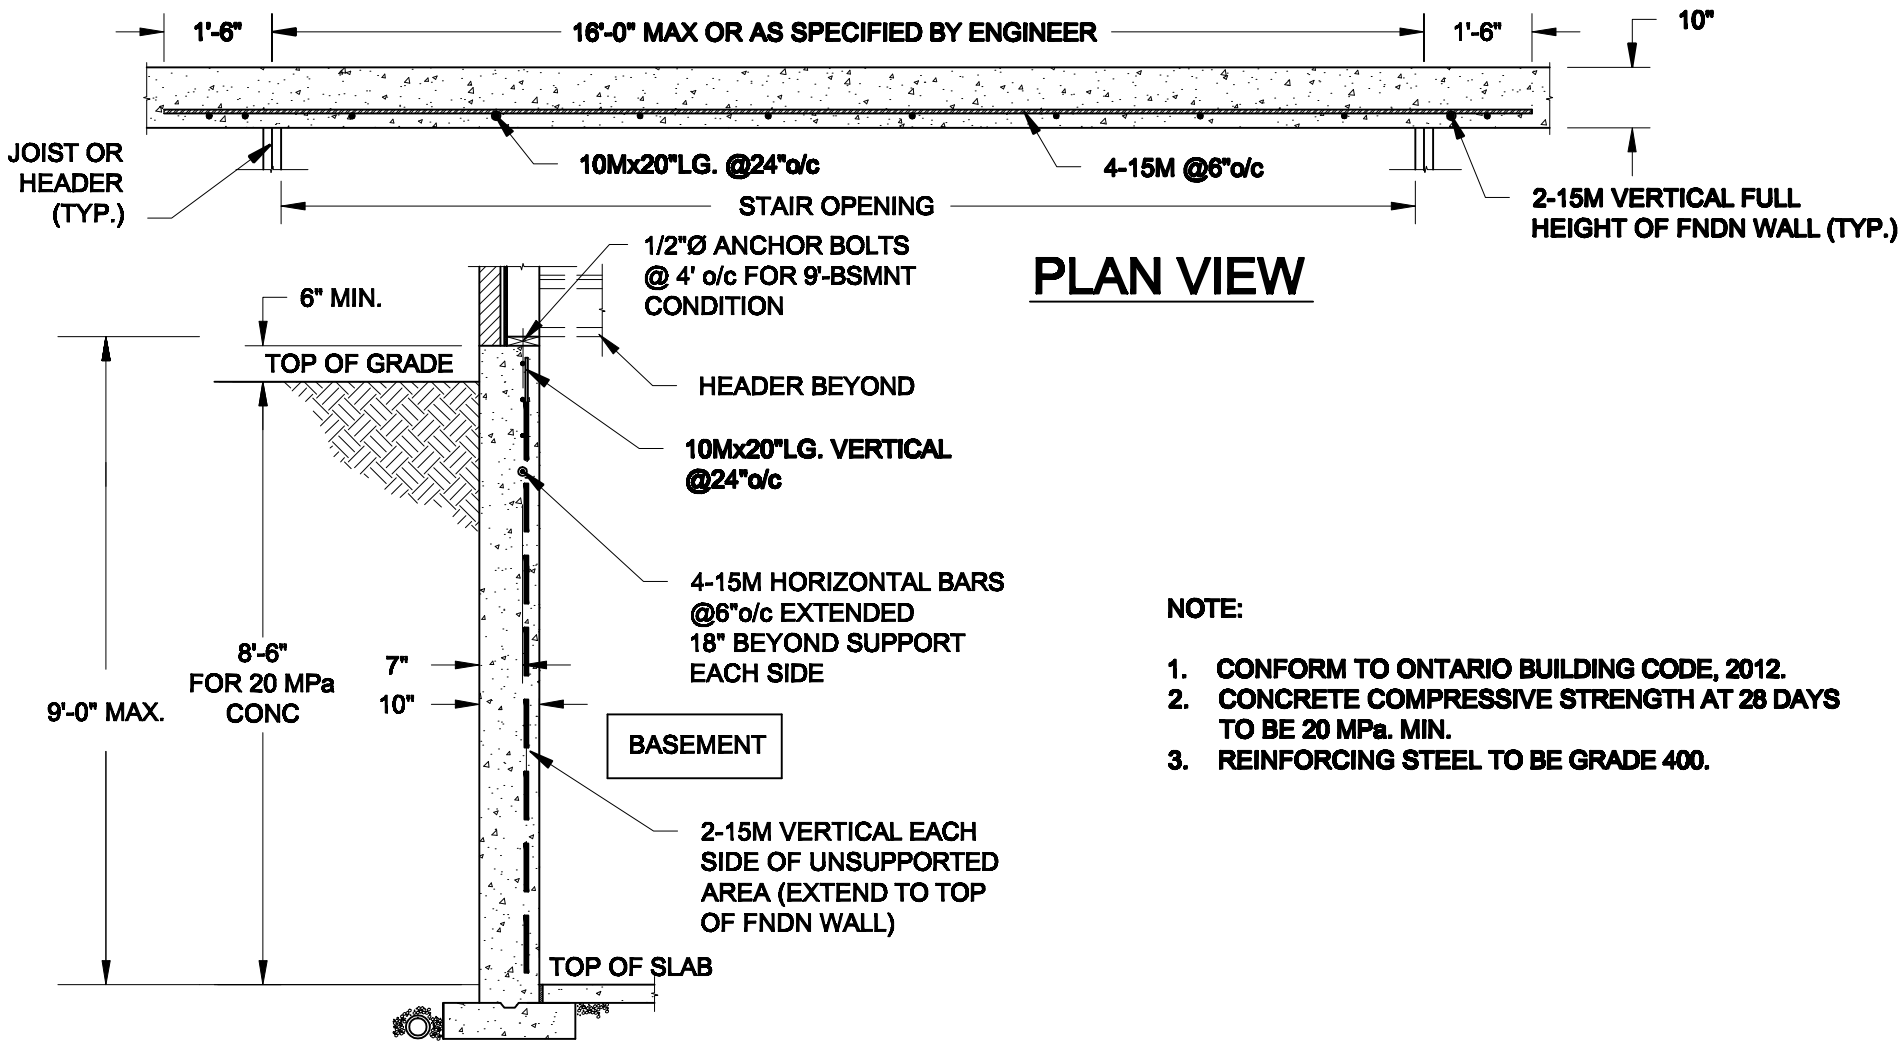 1'-6"
16'-0" MAX OR AS SPECIFIED BY ENGINEER
1'-6"
10"
JOIST OR
HEADER
(TYP.)
10Mx20"LG. @24"o/c
4-15M @6"o/c
STAIR OPENING
2-15M VERTICAL FULL
HEIGHT OF FNDN WALL (TYP.)
PLAN VIEW
1/2"Ø ANCHOR BOLTS
@ 4' o/c FOR 9'-BSMNT
CONDITION
6" MIN.
TOP OF GRADE
HEADER BEYOND
10Mx20"LG. VERTICAL
@24"o/c
4-15M HORIZONTAL BARS
@6"o/c EXTENDED
18" BEYOND SUPPORT
EACH SIDE
8'-6"
FOR 20 MPa
CONC
9'-0" MAX.
7"
10"
BASEMENT
2-15M VERTICAL EACH
SIDE OF UNSUPPORTED
AREA (EXTEND TO TOP
OF FNDN WALL)
TOP OF SLAB
NOTE:
1. CONFORM TO ONTARIO BUILDING CODE, 2012.
2. CONCRETE COMPRESSIVE STRENGTH AT 28 DAYS
TO BE 20 MPa. MIN.
3. REINFORCING STEEL TO BE GRADE 400.